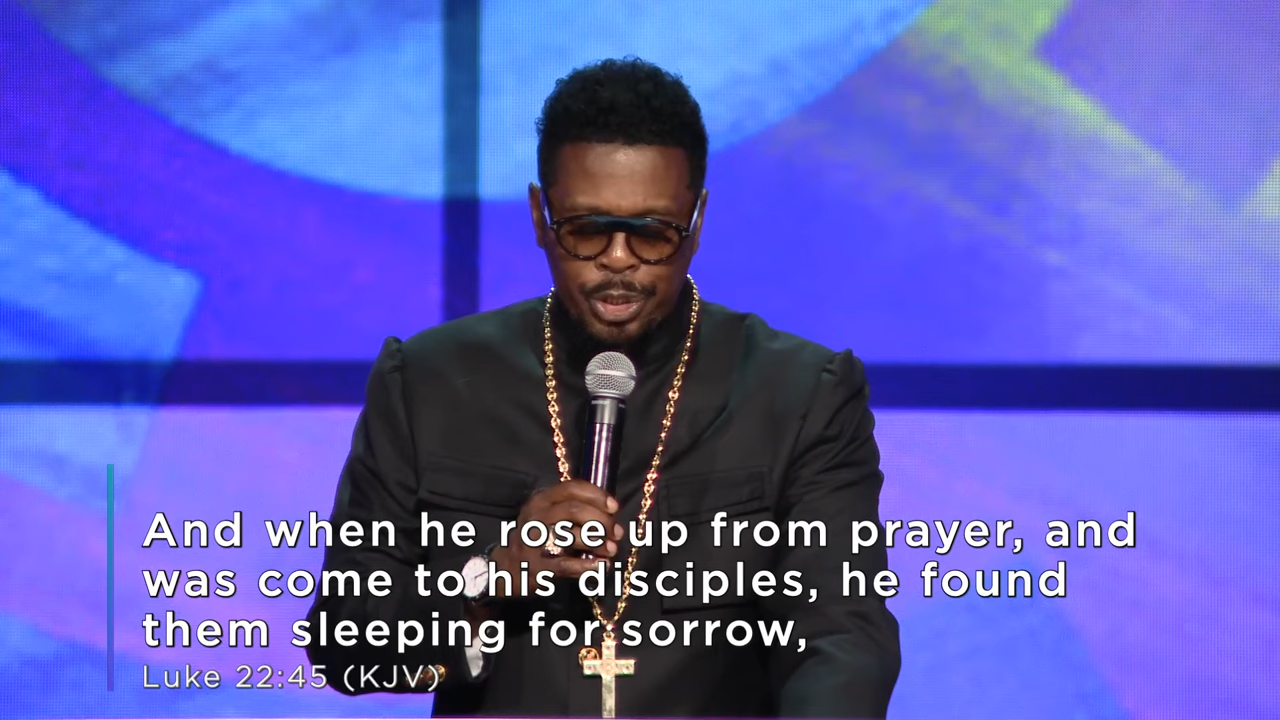 And when he rose up from prayer, and
was come to his disciples, he found
them sleeping for sorrow,
Luke 22:45 (KJV)